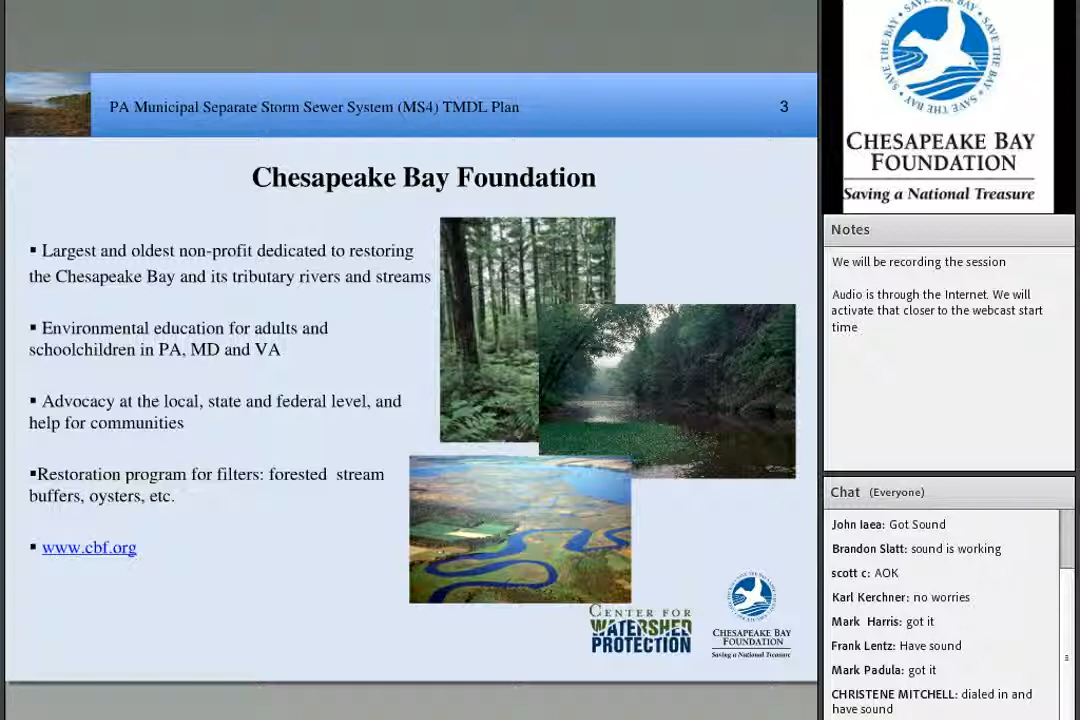 PA Municipal Separate Storm Sewer System (MS4) TMDL Plan
3
Chesapeake Bay Foundation
▪ Largest and oldest non-profit dedicated to restoring
the Chesapeake Bay and its tributary rivers and streams
▪ Environmental education for adults and
schoolchildren in PA, MD and VA
▪ Advocacy at the local, state and federal level, and
help for communities
▪Restoration program for filters: forested stream
buffers, oysters, etc.
▪ www.cbf.org
CENTER FOR
WATERSHED
PROTECTION
CHESAPEAKE BAY
FOUNDATION
Saving a National Treasure
SAVE THE BAY • SAVE THE BAY • SAVE THE BAY
CHESAPEAKE BAY
FOUNDATION
Saving a National Treasure
Notes
We will be recording the session
Audio is through the Internet. We will
activate that closer to the webcast start
time
Chat (Everyone)
John Iaea: Got Sound
Brandon Slatt: sound is working
scott c: AOK
Karl Kerchner: no worries
Mark Harris: got it
Frank Lentz: Have sound
Mark Padula: got it
CHRISTENE MITCHELL: dialed in and
have sound